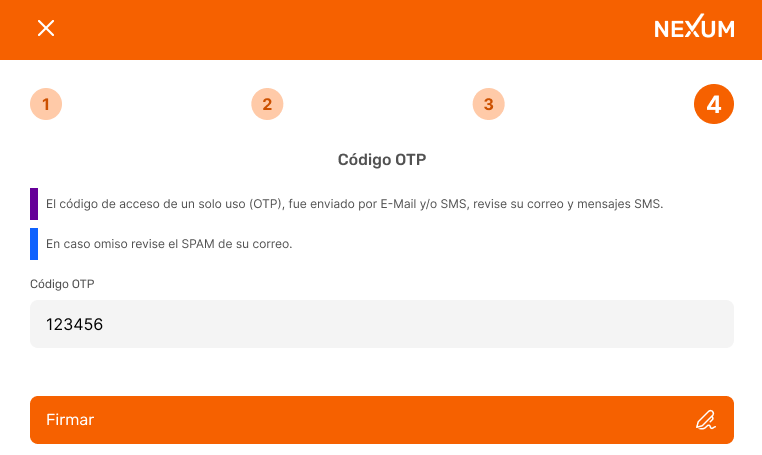 NEXUM
1 2 3 4
Código OTP
El código de acceso de un solo uso (OTP), fue enviado por E-Mail y/o SMS, revise su correo y mensajes SMS.
En caso omiso revise el SPAM de su correo.
Código OTP
123456
Firmar